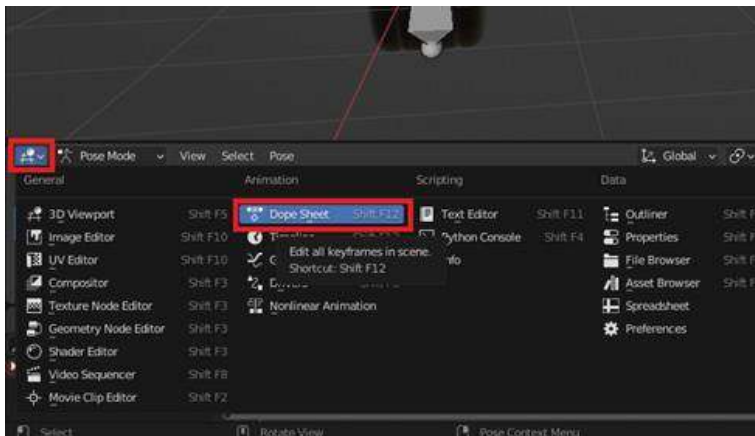 Pose Mode View Select Pose Global
General Animation Scripting Data
3D Viewport Shift F5 Dope Sheet Shift F12 Text Editor Shift F11 Outliner
Image Editor Shift F10 Python Console Shift F4 Properties
UV Editor Shift F10 Edit all keyframes in scene. File Browser
Compositor Shift F3 Shortcut: Shift F12 Asset Browser
Texture Node Editor Shift F3 Nonlinear Animation Spreadsheet
Geometry Node Editor Shift F3 Preferences
Shader Editor Shift F3
Video Sequencer Shift F8
Movie Clip Editor Shift F2
Select Rotate View Pose Context Menu